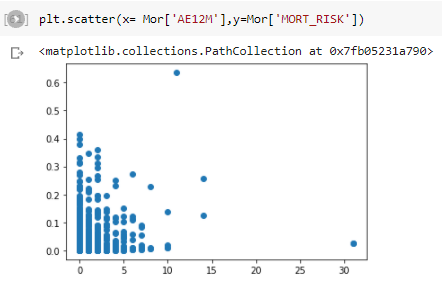 plt.scatter(x= Mor['AE12M'],y=Mor['MORT_RISK'])
<matplotlib.collections.PathCollection at 0x7fb05231a790>
0.6
0.5
0.4
0.3
0.2
0.1
0.0
0 5 10 15 20 25 30